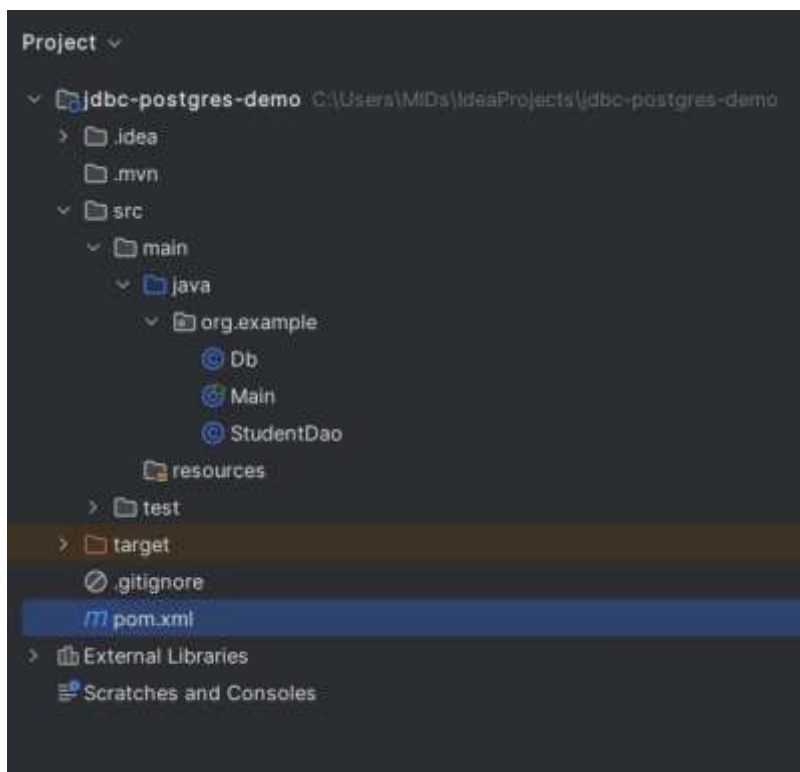 Project
jdbc-postgres-demo C:\Users\MIDs\IdeaProjects\jdbc-postgres-demo
.idea
.mvn
src
main
java
org.example
Db
Main
StudentDao
resources
test
target
.gitignore
pom.xml
External Libraries
Scratches and Consoles